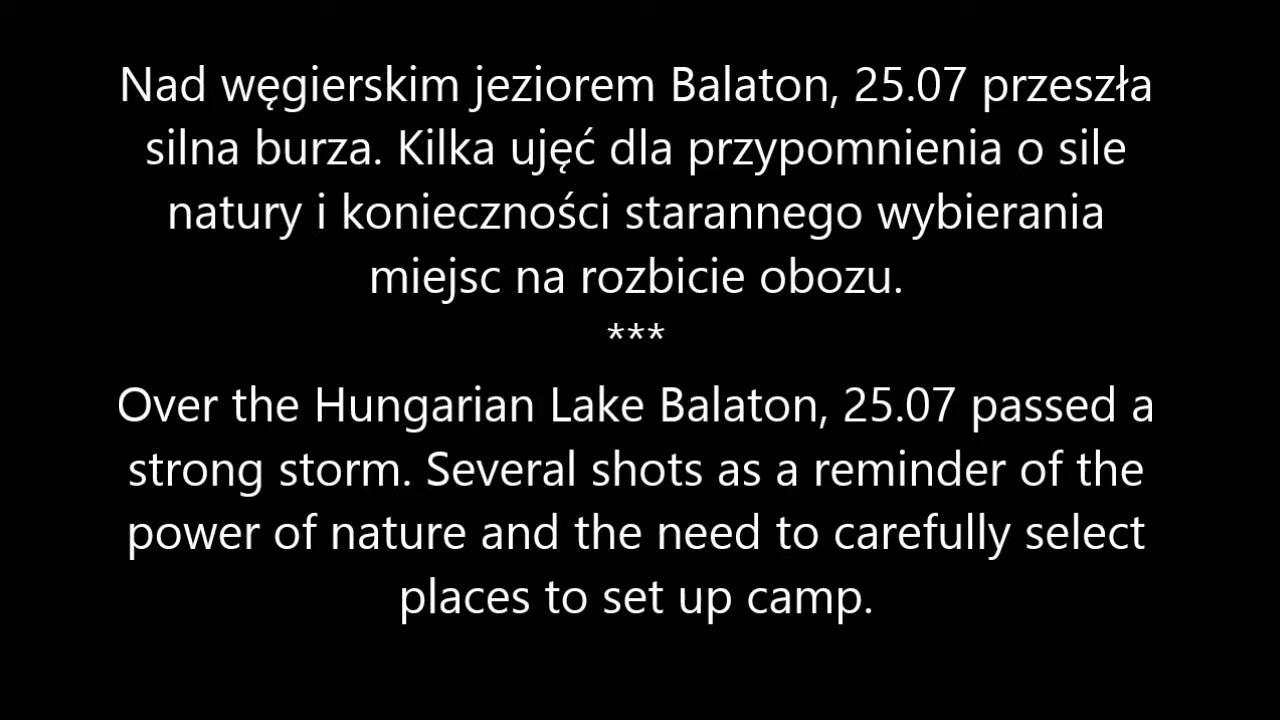 Nad węgierskim jeziorem Balaton, 25.07 przeszła
silna burza. Kilka ujęć dla przypomnienia o sile
natury i konieczności starannego wybierania
miejsc na rozbicie obozu.
***
Over the Hungarian Lake Balaton, 25.07 passed a
strong storm. Several shots as a reminder of the
power of nature and the need to carefully select
places to set up camp.